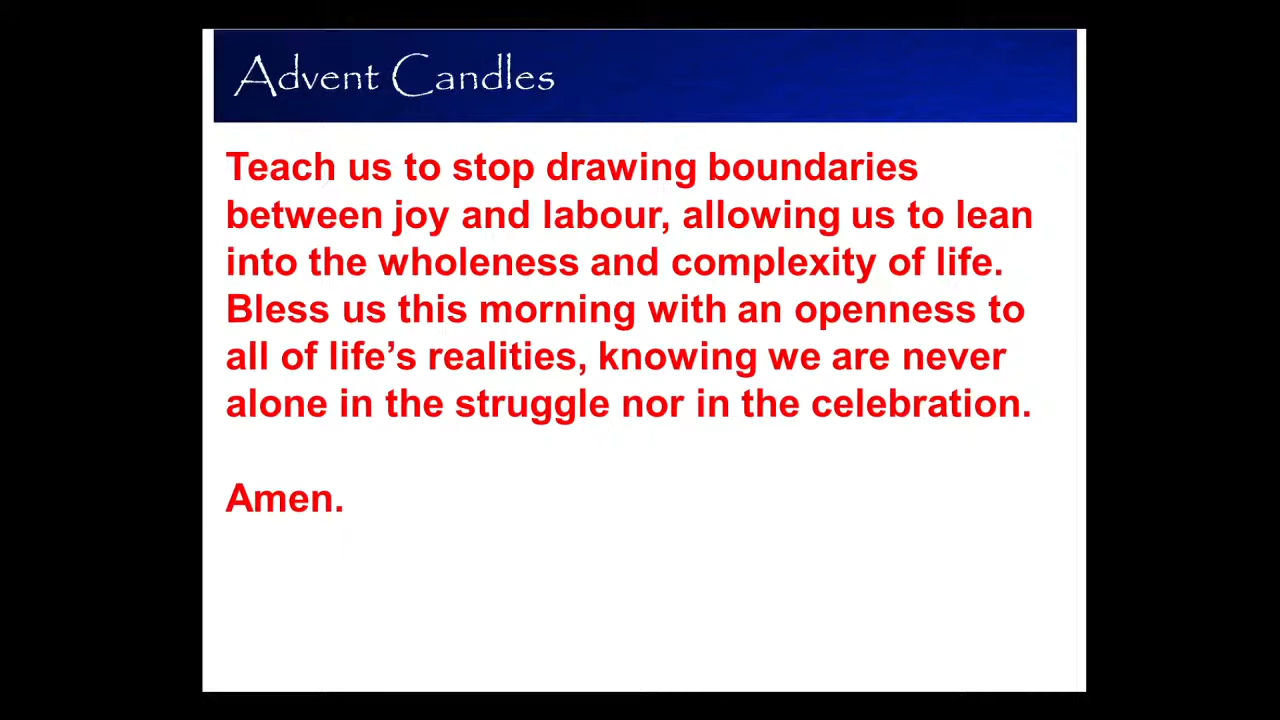 Advent Candles
Teach us to stop drawing boundaries
between joy and labour, allowing us to lean
into the wholeness and complexity of life.
Bless us this morning with an openness to
all of life’s realities, knowing we are never
alone in the struggle nor in the celebration.
Amen.